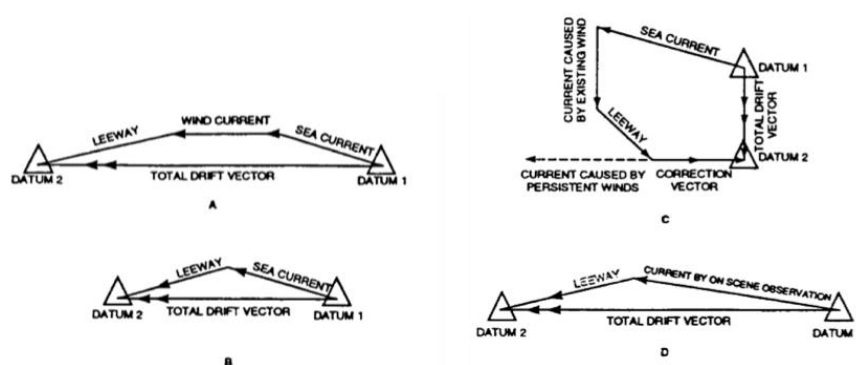 WIND CURRENT
LEEWAY
SEA CURRENT
DATUM 2
TOTAL DRIFT VECTOR
DATUM 1
A
LEEWAY
SEA CURRENT
DATUM 2
TOTAL DRIFT VECTOR
DATUM 1
B
SEA CURRENT
DATUM 1
CURRENT CAUSED
BY EXISTING WIND
TOTAL DRIFT
VECTOR
LEEWAY
DATUM 2
CURRENT CAUSED BY
PERSISTENT WINDS
CORRECTION
VECTOR
C
LEEWAY
CURRENT BY ON SCENE OBSERVATION
DATUM 2
TOTAL DRIFT VECTOR
DATUM
D